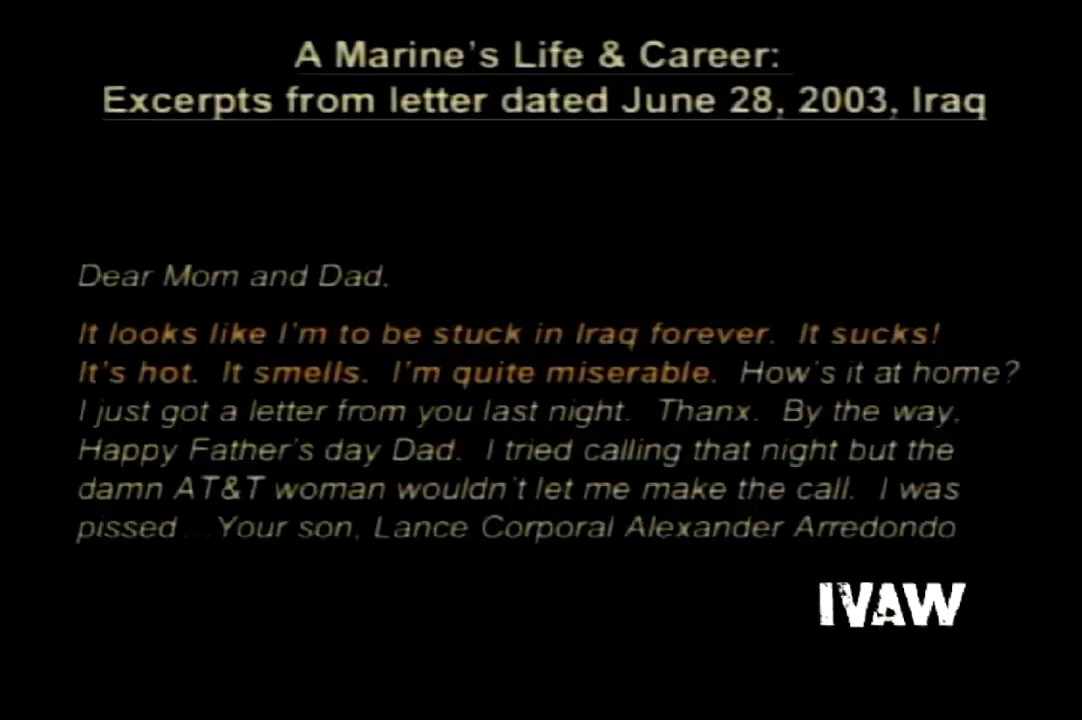 A Marine's Life & Career:
Excerpts from letter dated June 28, 2003, Iraq
Dear Mom and Dad,
It looks like I'm to be stuck in Iraq forever. It sucks!
It's hot. It smells. I'm quite miserable. How's it at home?
I just got a letter from you last night. Thanx. By the way,
Happy Father's day Dad. I tried calling that night but the
damn AT&T woman wouldn't let me make the call. I was
pissed...Your son, Lance Corporal Alexander Arredondo
IVAW